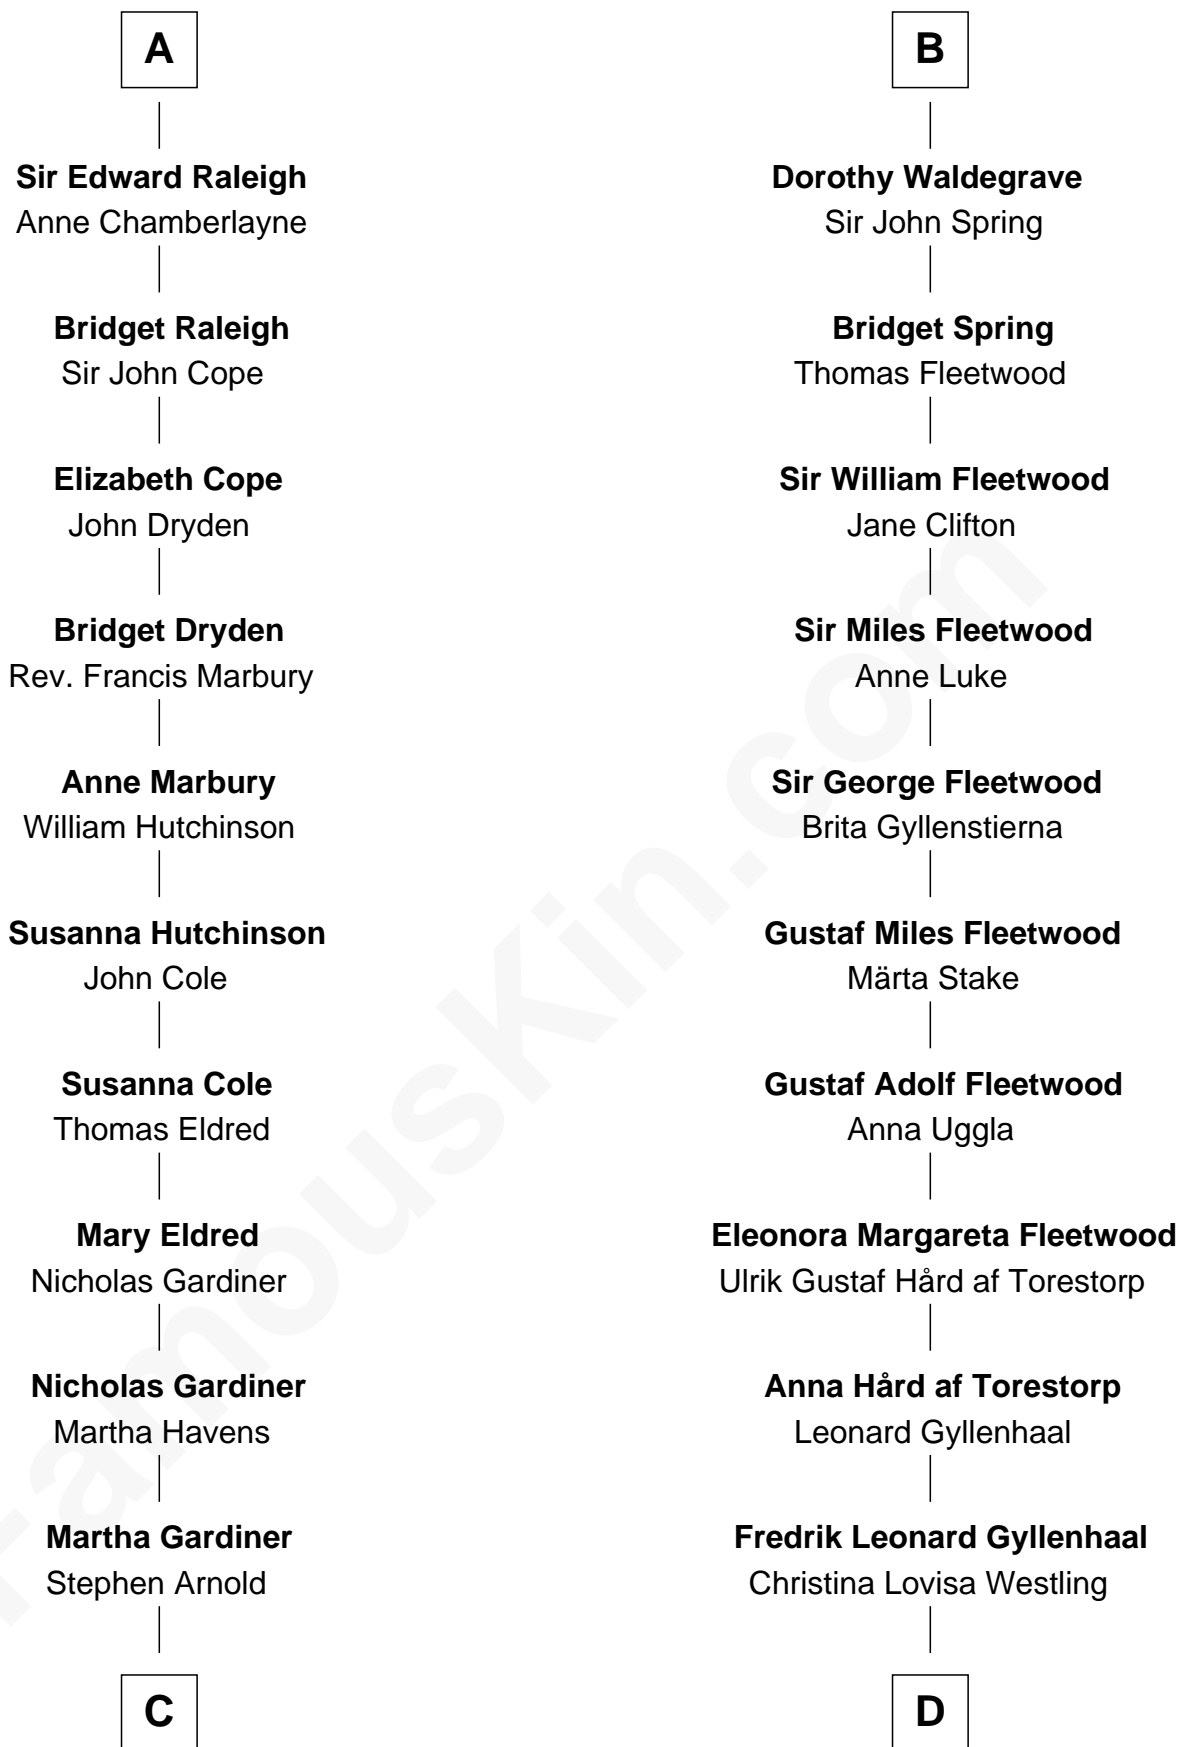 A
Sir Edward Raleigh
Anne Chamberlayne
Bridget Raleigh
Sir John Cope
Elizabeth Cope
John Dryden
Bridget Dryden
Rev. Francis Marbury
Anne Marbury
William Hutchinson
Susanna Hutchinson
John Cole
Susanna Cole
Thomas Eldred
Mary Eldred
Nicholas Gardiner
Nicholas Gardiner
Martha Havens
Martha Gardiner
Stephen Arnold
C
B
Dorothy Waldegrave
Sir John Spring
Bridget Spring
Thomas Fleetwood
Sir William Fleetwood
Jane Clifton
Sir Miles Fleetwood
Anne Luke
Sir George Fleetwood
Brita Gyllenstierna
Gustaf Miles Fleetwood
Märta Stake
Gustaf Adolf Fleetwood
Anna Uggla
Eleonora Margareta Fleetwood
Ulrik Gustaf Hård af Torestorp
Anna Hård af Torestorp
Leonard Gyllenhaal
Fredrik Leonard Gyllenhaal
Christina Lovisa Westling
D
FamousKin.com